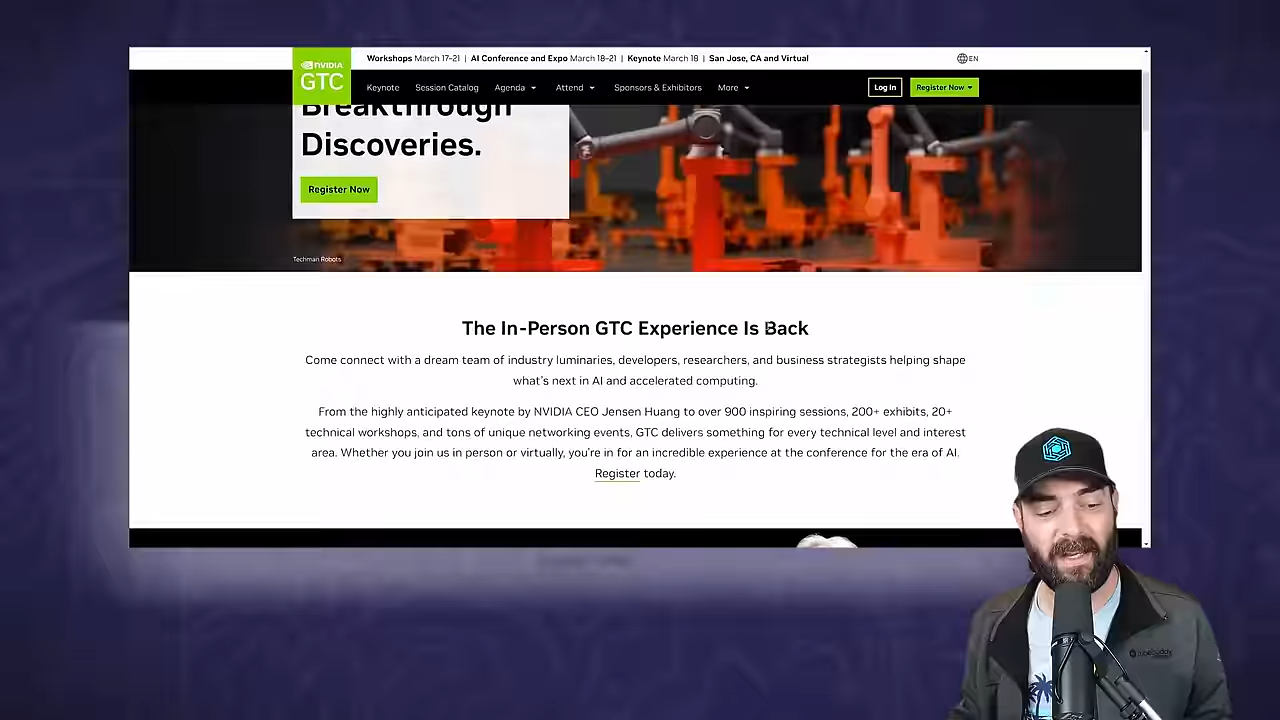 Workshops March 17–21 | AI Conference and Expo March 18–21 | Keynote March 18 | San Jose, CA and Virtual
EN
NVIDIA
GTC
Keynote Session Catalog Agenda Attend Sponsors & Exhibitors More
Log In
Register Now
Breakthrough
Discoveries.
Register Now
Techman Robots
The In-Person GTC Experience Is Back
Come connect with a dream team of industry luminaries, developers, researchers, and business strategists helping shape
what's next in AI and accelerated computing.
From the highly anticipated keynote by NVIDIA CEO Jensen Huang to over 900 inspiring sessions, 200+ exhibits, 20+
technical workshops, and tons of unique networking events, GTC delivers something for every technical level and interest
area. Whether you join us in person or virtually, you're in for an incredible experience at the conference for the era of AI.
Register today.